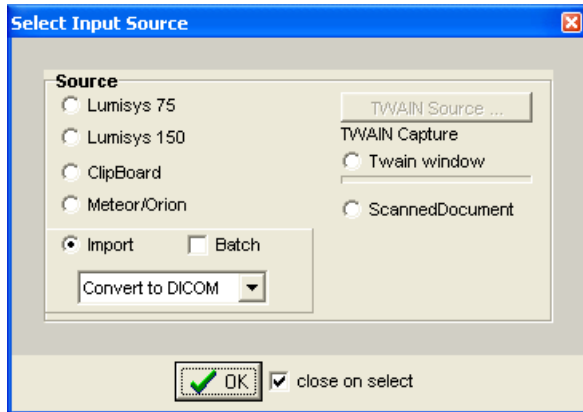 Select Input Source
Source
Lumisys 75
Lumisys 150
ClipBoard
Meteor/Orion
Import
Batch
Convert to DICOM
TWAIN Source ...
TWAIN Capture
Twain window
ScannedDocument
OK
close on select